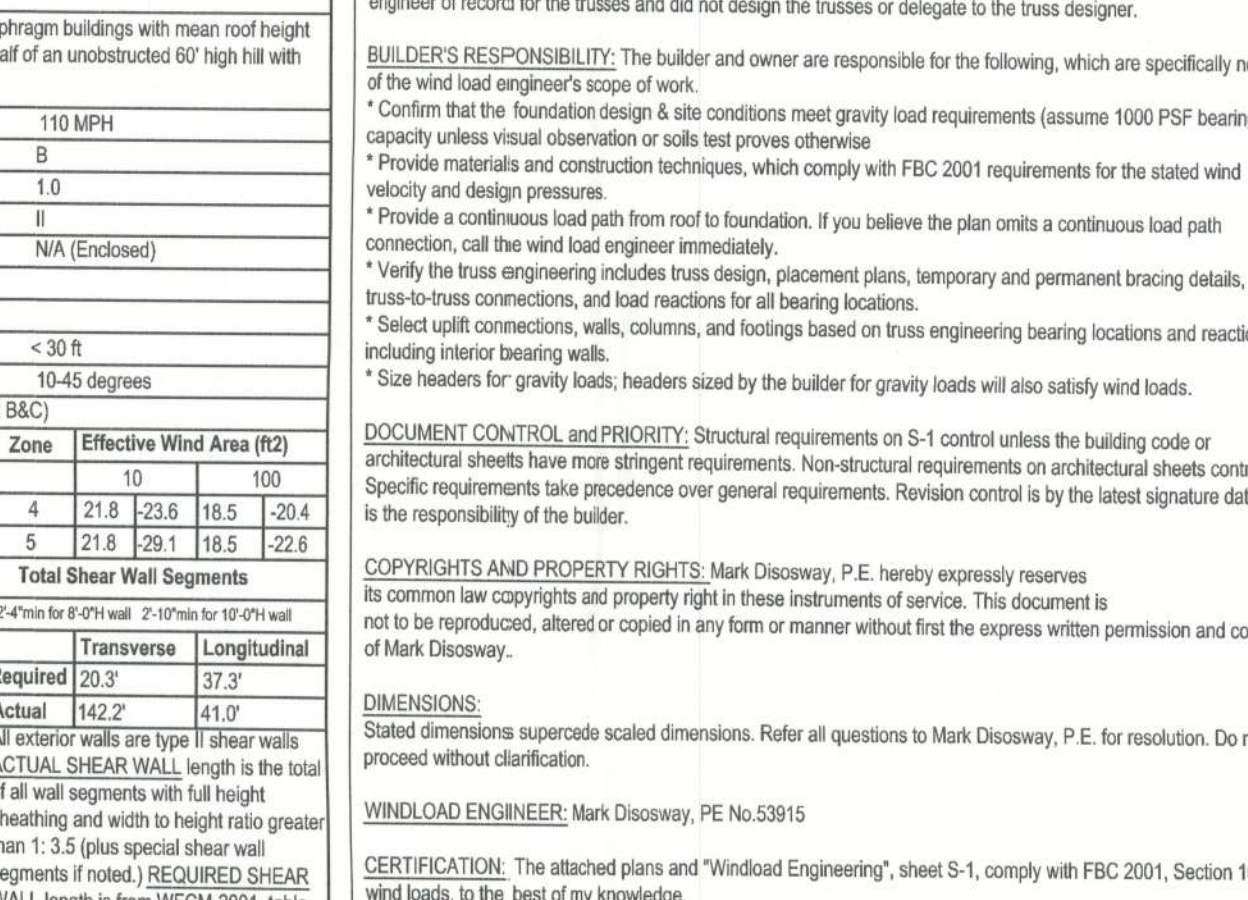 phragm buildings with mean roof height
alf of an unobstructed 60' high hill with
110 MPH
B
1.0
II
N/A (Enclosed)
< 30 ft
10-45 degrees
B&C)
Zone Effective Wind Area (ft2)
10 100
4 21.8 -23.6 18.5 -20.4
5 21.8 -29.1 18.5 -22.6
Total Shear Wall Segments
2'-4"min for 8'-0"H wall 2'-10"min for 10'-0"H wall
Transverse Longitudinal
Required 20.3' 37.3'
Actual 142.2' 41.0'
All exterior walls are type II shear walls
ACTUAL SHEAR WALL length is the total
of all wall segments with full height
sheathing and width to height ratio greater
than 1: 3.5 (plus special shear wall
segments if noted.) REQUIRED SHEAR
WALL length is from WFCM 2001, table
engineer of record for the trusses and did not design the trusses or delegate to the truss designer.
BUILDER'S RESPONSIBILITY: The builder and owner are responsible for the following, which are specifically n
of the wind load engineer's scope of work.
* Confirm that the foundation design & site conditions meet gravity load requirements (assume 1000 PSF bearin
capacity unless visual observation or soils test proves otherwise
* Provide materials and construction techniques, which comply with FBC 2001 requirements for the stated wind
velocity and design pressures.
* Provide a continuous load path from roof to foundation. If you believe the plan omits a continuous load path
connection, call the wind load engineer immediately.
* Verify the truss engineering includes truss design, placement plans, temporary and permanent bracing details,
truss-to-truss connections, and load reactions for all bearing locations.
* Select uplift connections, walls, columns, and footings based on truss engineering bearing locations and reactio
including interior bearing walls.
* Size headers for gravity loads; headers sized by the builder for gravity loads will also satisfy wind loads.
DOCUMENT CONTROL and PRIORITY: Structural requirements on S-1 control unless the building code or
architectural sheets have more stringent requirements. Non-structural requirements on architectural sheets contr
Specific requirements take precedence over general requirements. Revision control is by the latest signature dat
is the responsibility of the builder.
COPYRIGHTS AND PROPERTY RIGHTS: Mark Disosway, P.E. hereby expressly reserves
its common law copyrights and property right in these instruments of service. This document is
not to be reproduced, altered or copied in any form or manner without first the express written permission and co
of Mark Disosway..
DIMENSIONS:
Stated dimensions supercede scaled dimensions. Refer all questions to Mark Disosway, P.E. for resolution. Do n
proceed without clarification.
WINDLOAD ENGINEER: Mark Disosway, PE No.53915
CERTIFICATION: The attached plans and "Windload Engineering", sheet S-1, comply with FBC 2001, Section 1
wind loads, to the best of my knowledge.